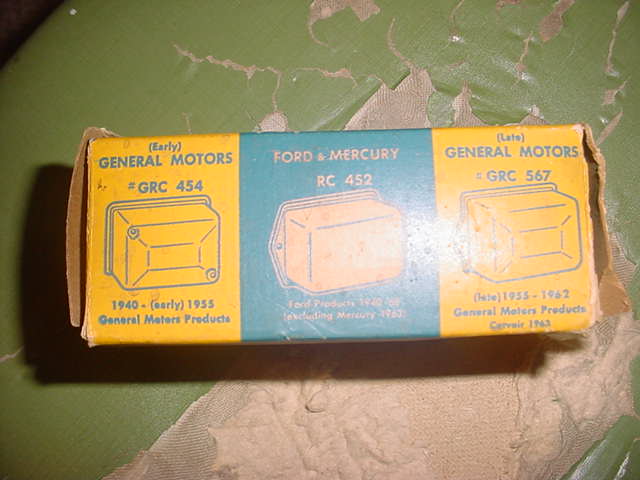 (Early)
GENERAL MOTORS
# GRC 454
1940 - (early) 1955
General Motors Products
FORD & MERCURY
RC 452
Ford Products 1940
(excluding Mercury 1963)
(Late)
GENERAL MOTORS
# GRC 567
(late) 1955 - 1962
General Motors Products
Corvair 1963